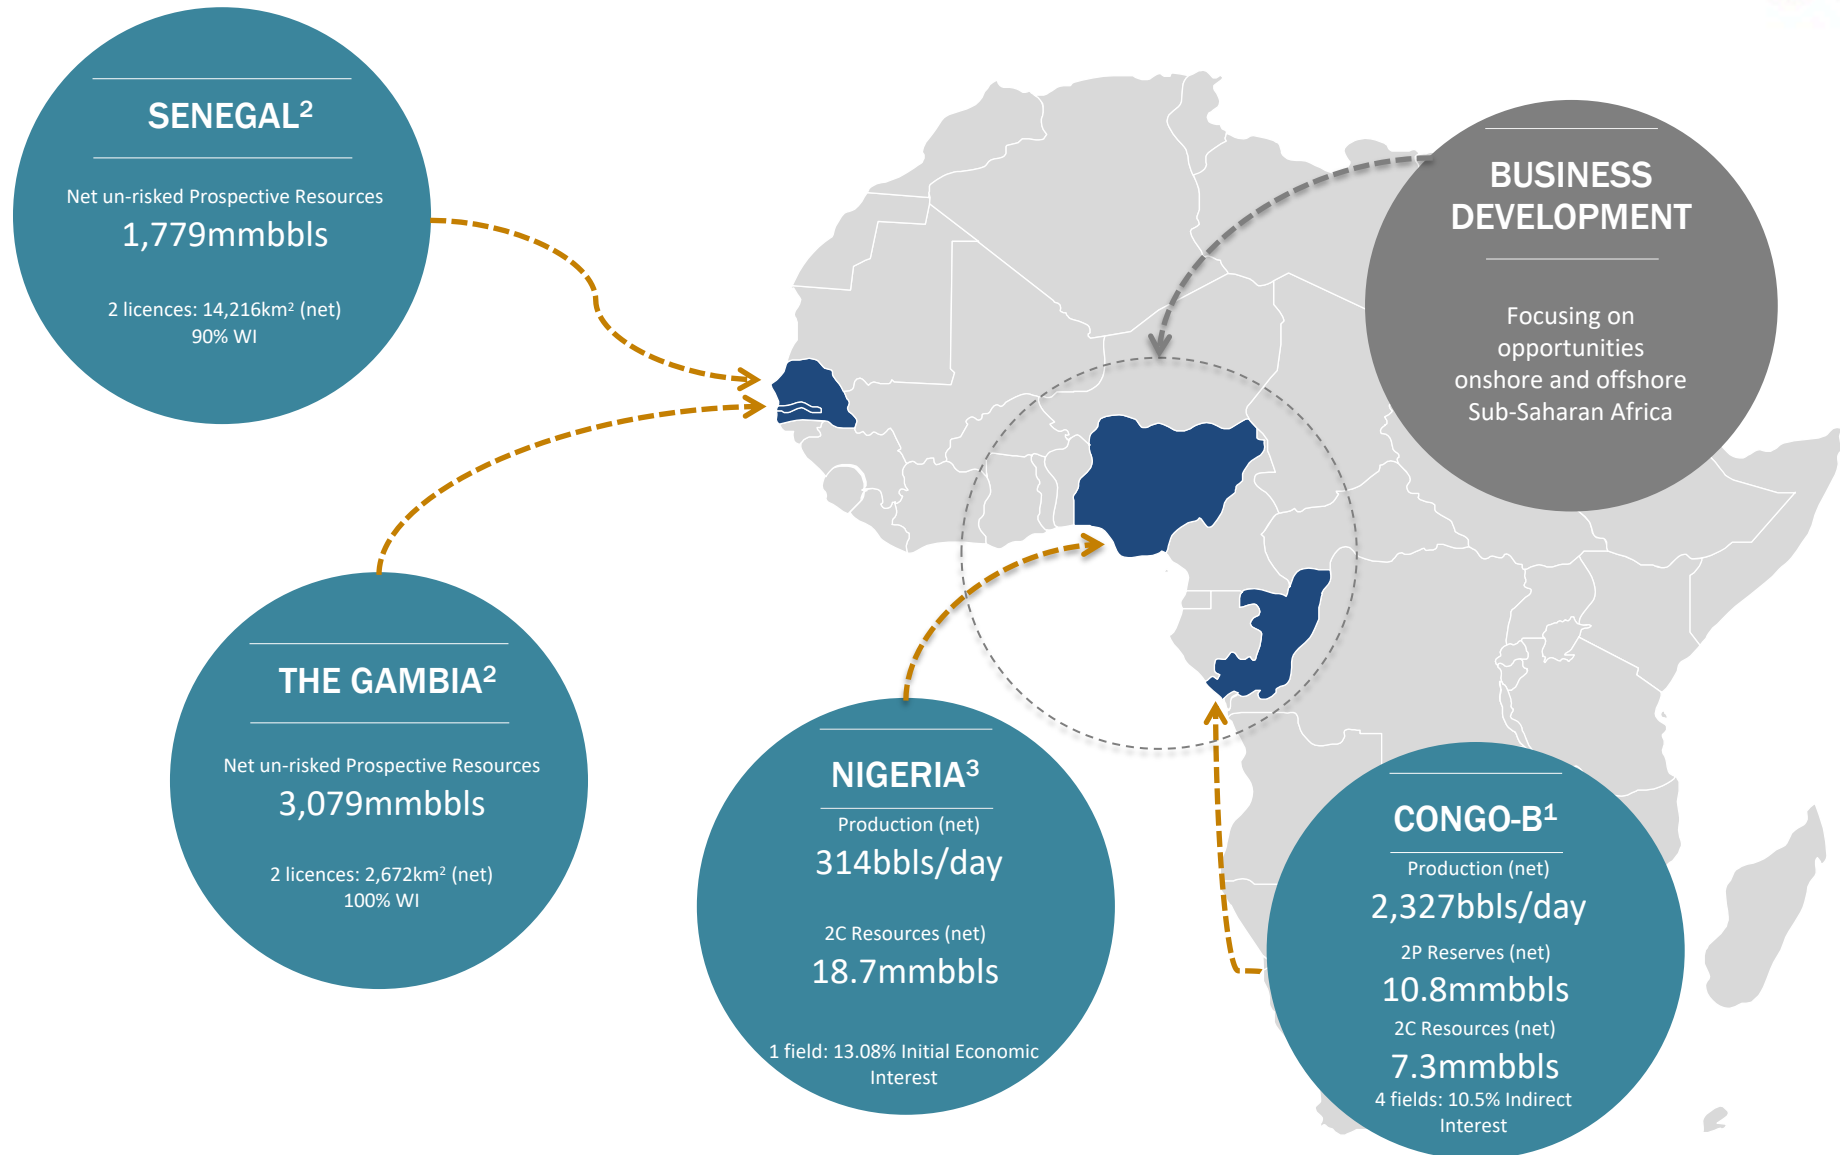 SENEGAL²
Net un-risked Prospective Resources
1,779mmbbls
2 licences: 14,216km² (net)
90% WI
BUSINESS
DEVELOPMENT
Focusing on
opportunities
onshore and offshore
Sub-Saharan Africa
THE GAMBIA²
Net un-risked Prospective Resources
3,079mmbbls
2 licences: 2,672km² (net)
100% WI
NIGERIA³
Production (net)
314bbls/day
2C Resources (net)
18.7mmbbls
1 field: 13.08% Initial Economic
Interest
CONGO-B¹
Production (net)
2,327bbls/day
2P Reserves (net)
10.8mmbbls
2C Resources (net)
7.3mmbbls
4 fields: 10.5% Indirect
Interest